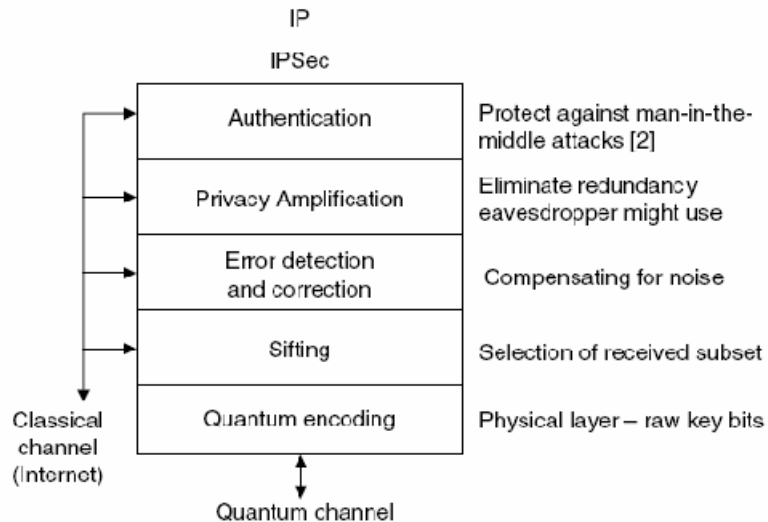 IP
IPSec
Authentication
Protect against man-in-the-
middle attacks [2]
Privacy Amplification
Eliminate redundancy
eavesdropper might use
Error detection
and correction
Compensating for noise
Sifting
Selection of received subset
Quantum encoding
Physical layer – raw key bits
Classical
channel
(Internet)
Quantum channel